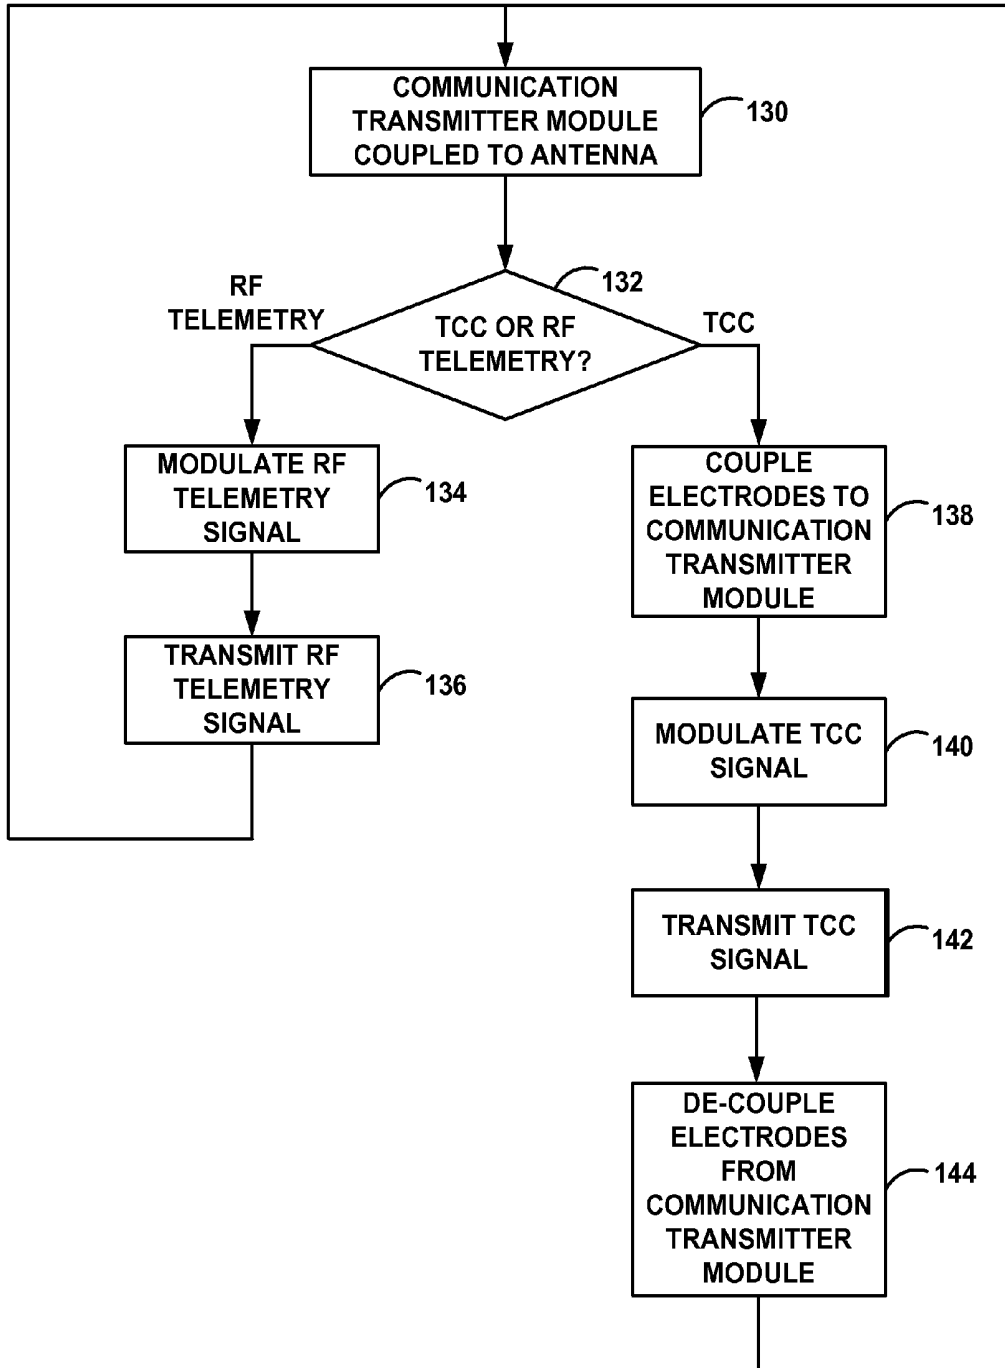 COMMUNICATION
TRANSMITTER MODULE
COUPLED TO ANTENNA
130
132
RF
TELEMETRY
TCC OR RF
TELEMETRY?
TCC
MODULATE RF
TELEMETRY
SIGNAL
134
TRANSMIT RF
TELEMETRY
SIGNAL
136
COUPLE
ELECTRODES TO
COMMUNICATION
TRANSMITTER
MODULE
138
MODULATE TCC
SIGNAL
140
TRANSMIT TCC
SIGNAL
142
DE-COUPLE
ELECTRODES
FROM
COMMUNICATION
TRANSMITTER
MODULE
144